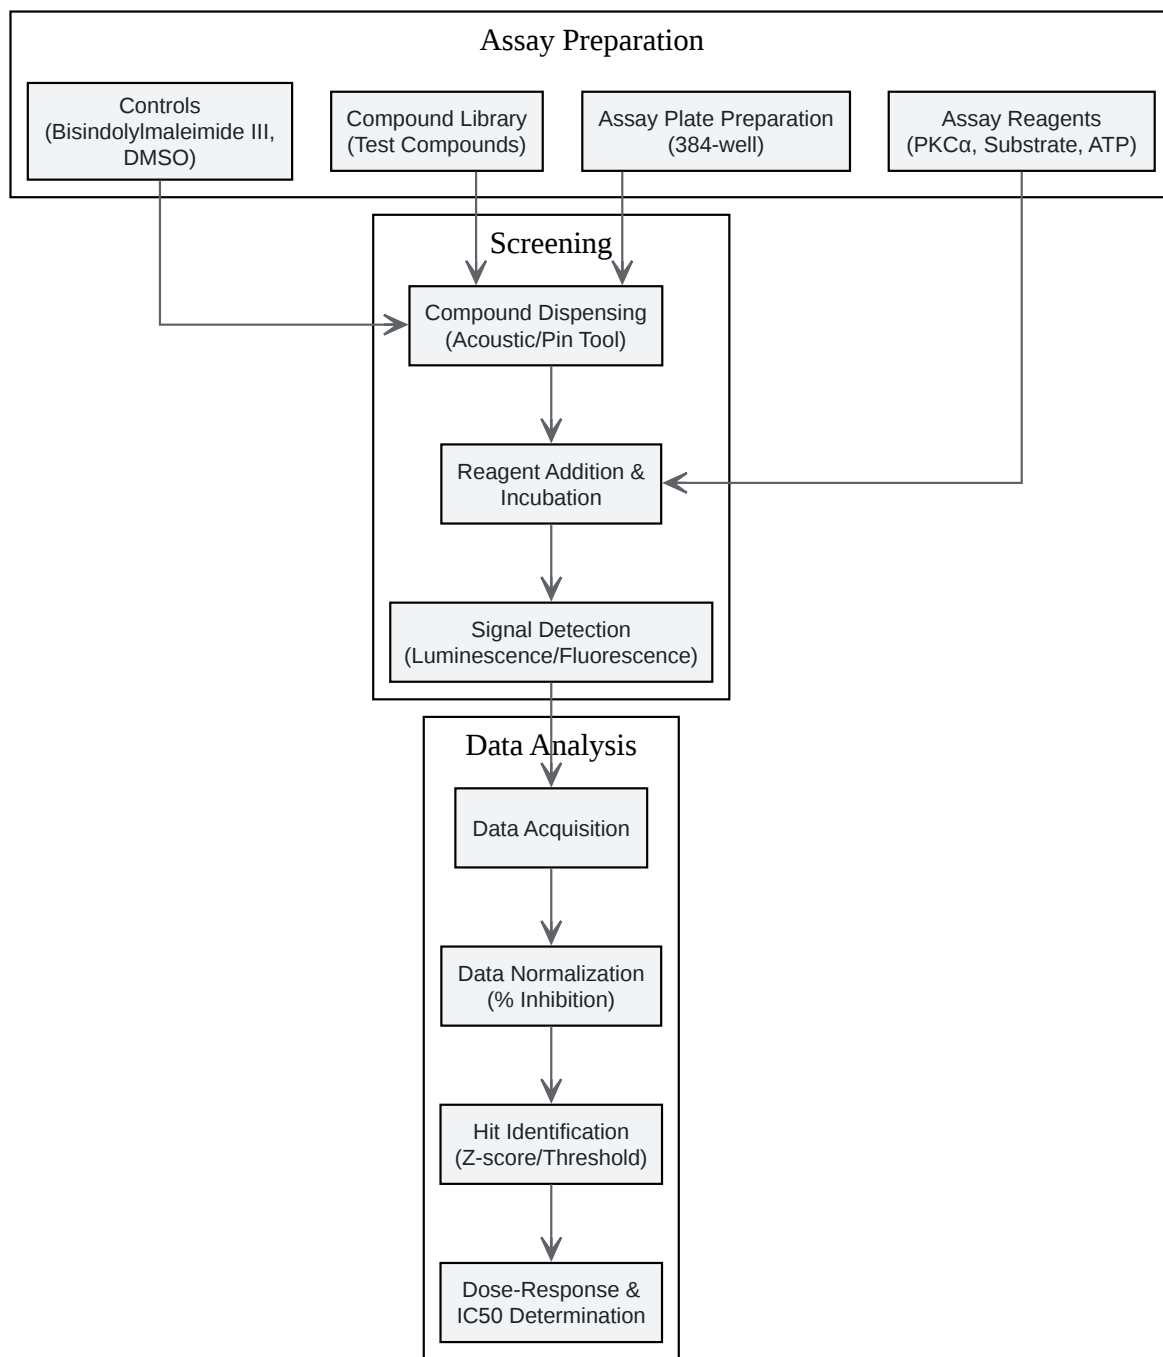 Assay Preparation
Controls
(Bisindolylmaleimide III,
DMSO)
Compound Library
(Test Compounds)
Assay Plate Preparation
(384-well)
Assay Reagents
(PKCα, Substrate, ATP)
Screening
Compound Dispensing
(Acoustic/Pin Tool)
Reagent Addition &
Incubation
Signal Detection
(Luminescence/Fluorescence)
Data Analysis
Data Acquisition
Data Normalization
(% Inhibition)
Hit Identification
(Z-score/Threshold)
Dose-Response &
IC50 Determination